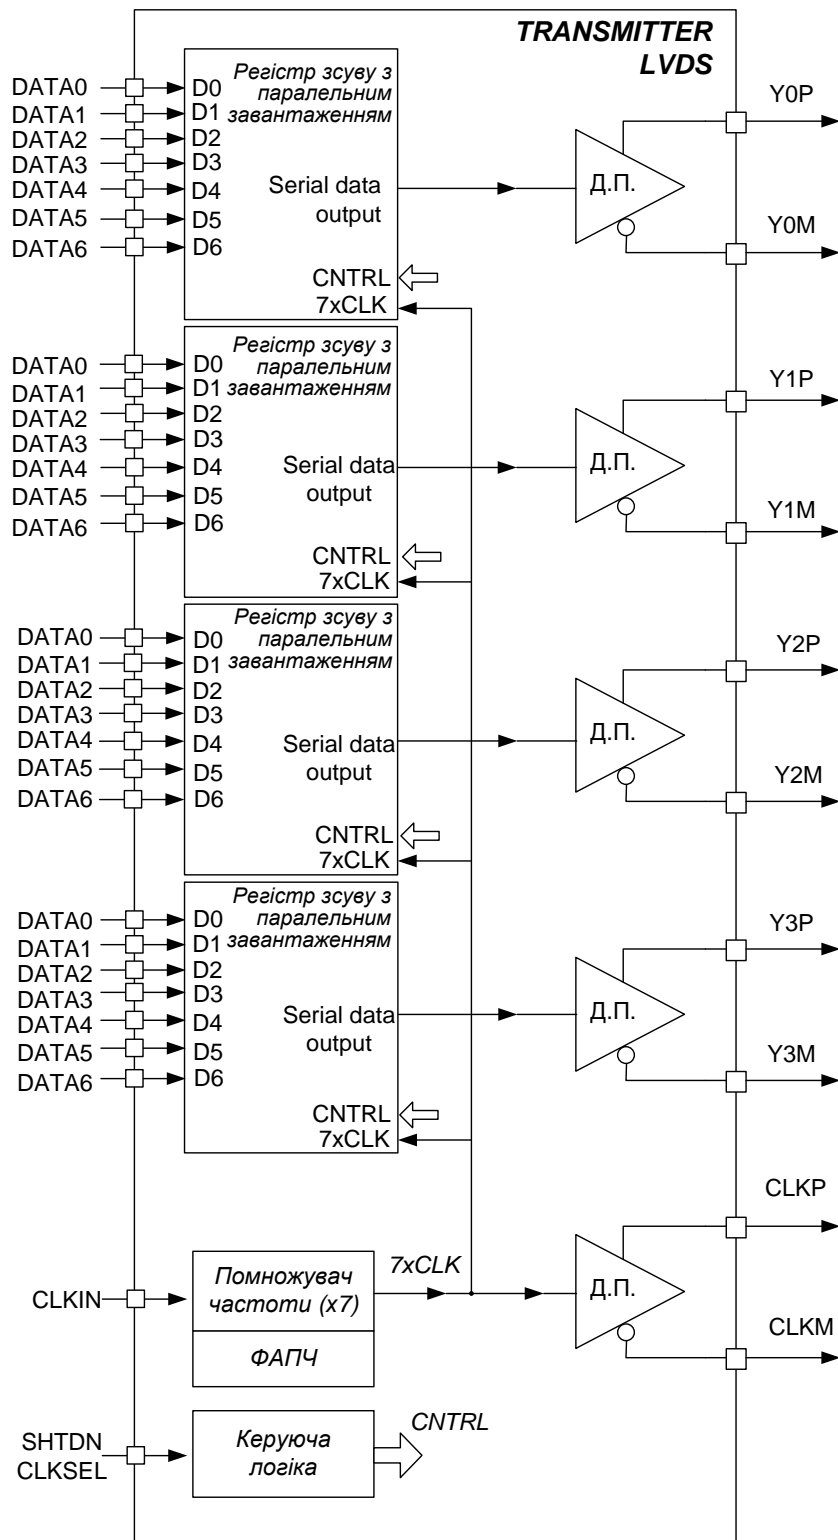 TRANSMITTER
LVDS
DATA0
DATA1
DATA2
DATA3
DATA4
DATA5
DATA6
D0
D1
D2
D3
D4
D5
D6
Регістр зсуву з
паралельним
завантаженням
Serial data
output
CNTRL
7xCLK
Д.П.
Y0P
Y0M
DATA0
DATA1
DATA2
DATA3
DATA4
DATA5
DATA6
D0
D1
D2
D3
D4
D5
D6
Регістр зсуву з
паралельним
завантаженням
Serial data
output
CNTRL
7xCLK
Д.П.
Y1P
Y1M
DATA0
DATA1
DATA2
DATA3
DATA4
DATA5
DATA6
D0
D1
D2
D3
D4
D5
D6
Регістр зсуву з
паралельним
завантаженням
Serial data
output
CNTRL
7xCLK
Д.П.
Y2P
Y2M
DATA0
DATA1
DATA2
DATA3
DATA4
DATA5
DATA6
D0
D1
D2
D3
D4
D5
D6
Регістр зсуву з
паралельним
завантаженням
Serial data
output
CNTRL
7xCLK
Д.П.
Y3P
Y3M
CLKIN
Помножувач
частоти (x7)
ФАПЧ
7xCLK
Д.П.
CLKP
CLKM
SHTDN
CLKSEL
Керуюча
логіка
CNTRL